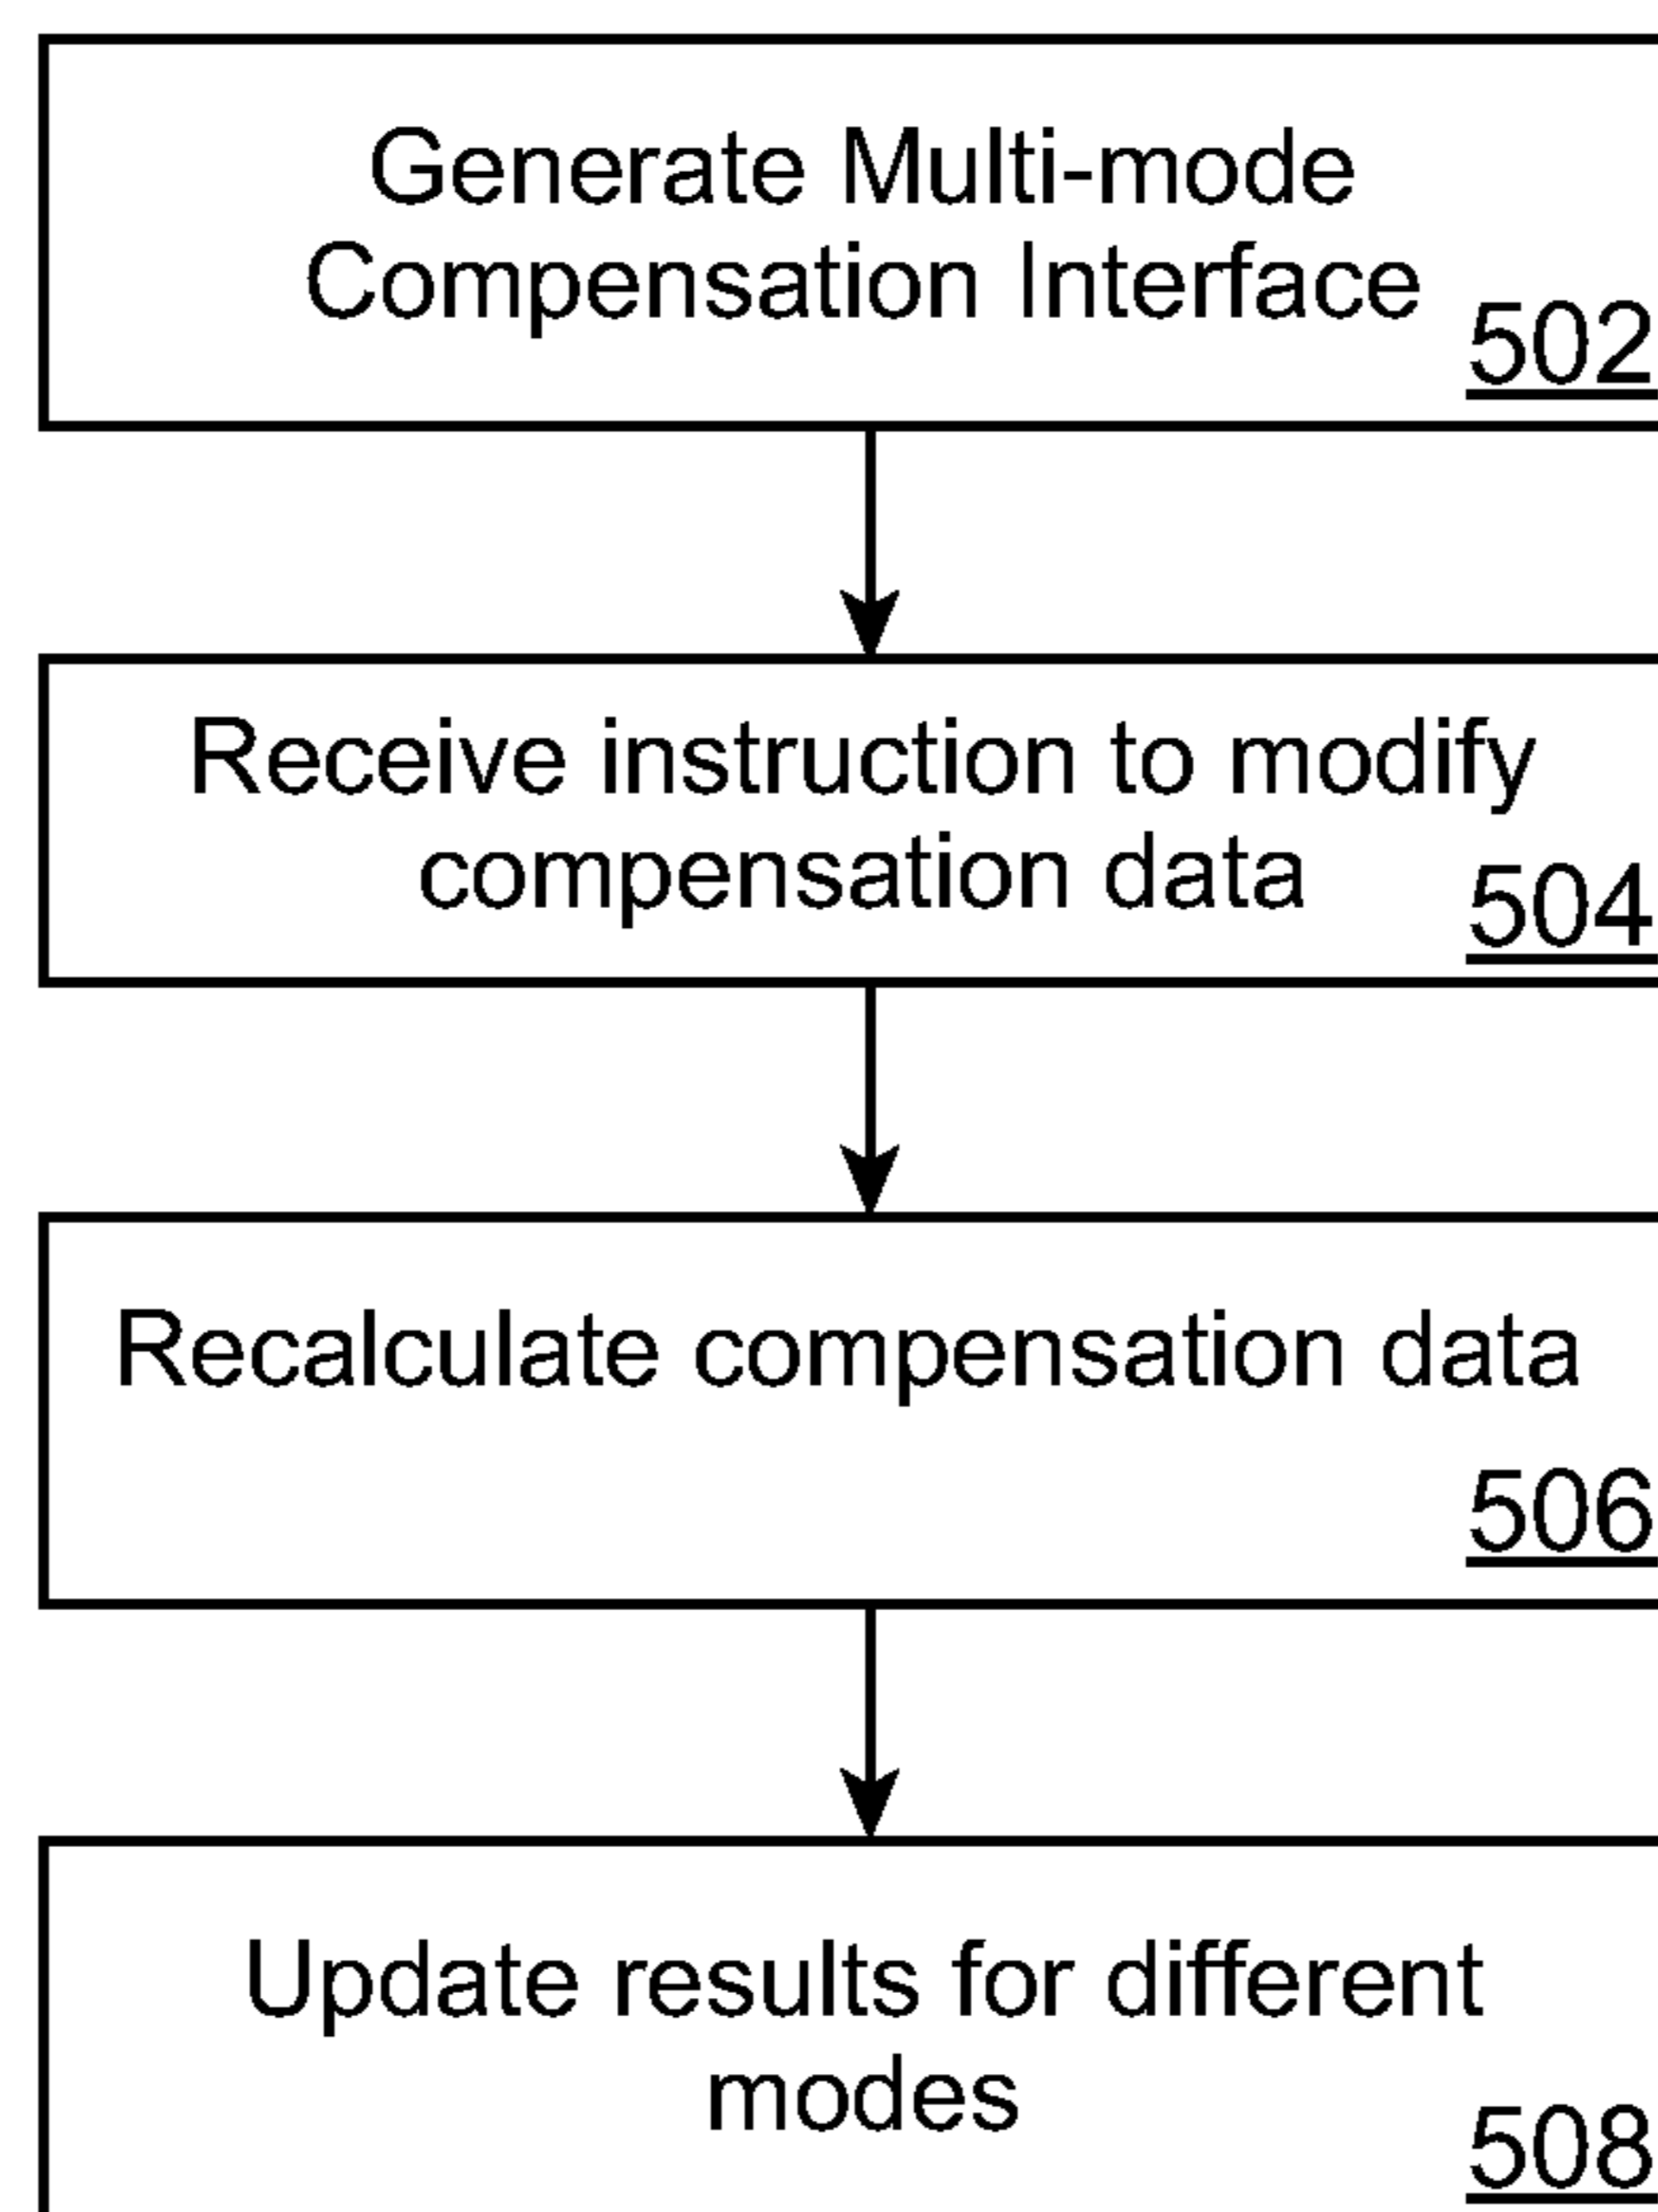 Generate Multi-mode
Compensation Interface
502
Receive instruction to modify
compensation data
504
Recalculate compensation data
506
Update results for different
modes
508